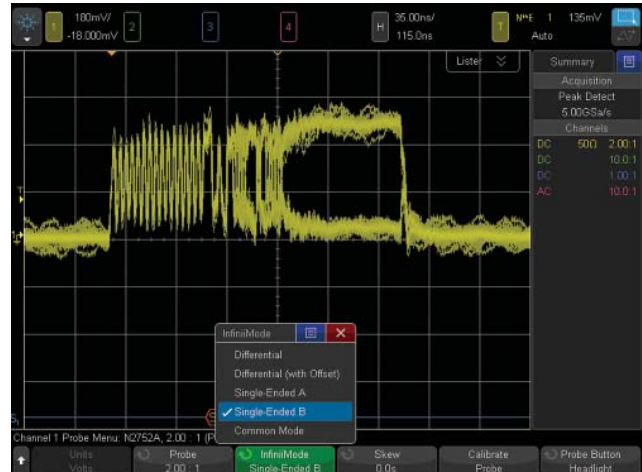 1 180mV/ 2 3 4 H 35.00ns/ T 1 135mV
-18.000mV 115.0ns Auto
Lister Summary
Acquisition
Peak Detect
5.00GSa/s
Channels
DC 50Ω 2.00:1
DC 10.0:1
DC 1.00:1
AC 10.0:1
T
InfiniiMode
Differential
Differential (with Offset)
Single-Ended A
Single-Ended B
Common Mode
Channel 1 Probe Menu: N2752A, 2.00 : 1
Units Probe InfiniiMode Skew Calibrate Probe Button
Volts 2.00 : 1 Single-Ended B 0.0s Probe Headlight